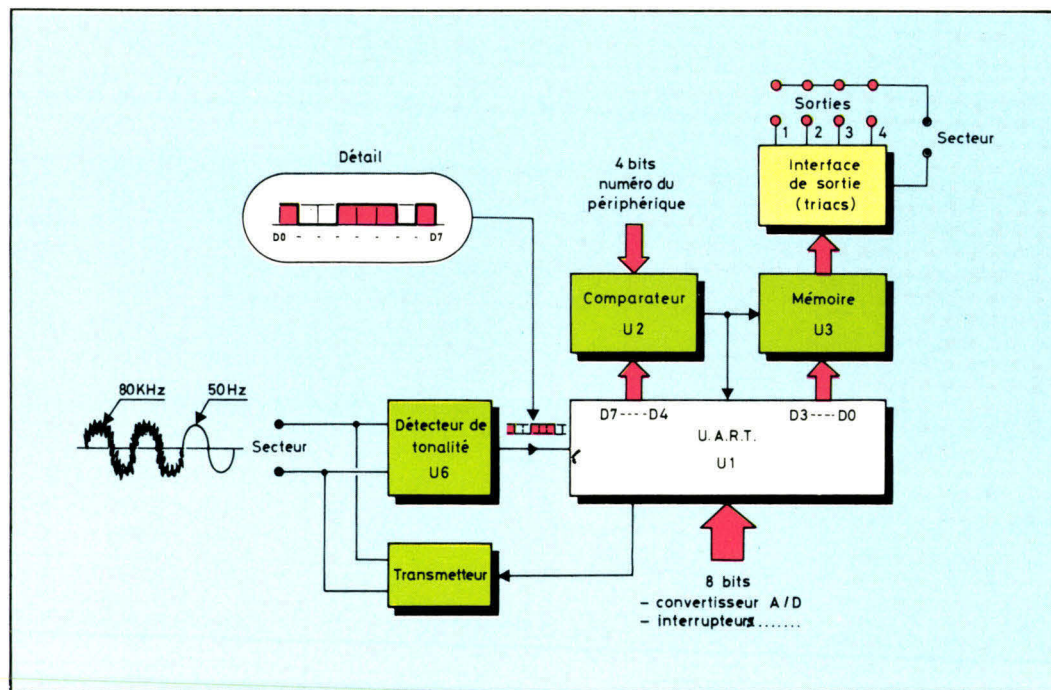 Sorties
1 2 3 4
Secteur
Interface
de sortie
(triacs)
Détail
D0 - - - - - - D7
4 bits
numéro du
périphérique
Comparateur
U2
Mémoire
U3
80KHz
50Hz
Secteur
Détecteur de
tonalité
U6
D7----D4
D3----D0
U.A.R.T.
U1
Transmetteur
8 bits
- convertisseur A/D
- interrupteurs.......